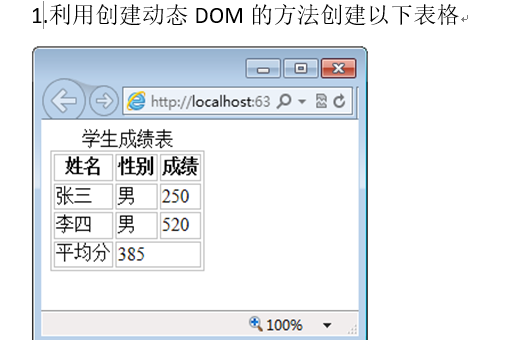 1.利用创建动态 DOM 的方法创建以下表格
http://localhost:63
学生成绩表
姓名 性别 成绩
张三 男 250
李四 男 520
平均分 385
100%